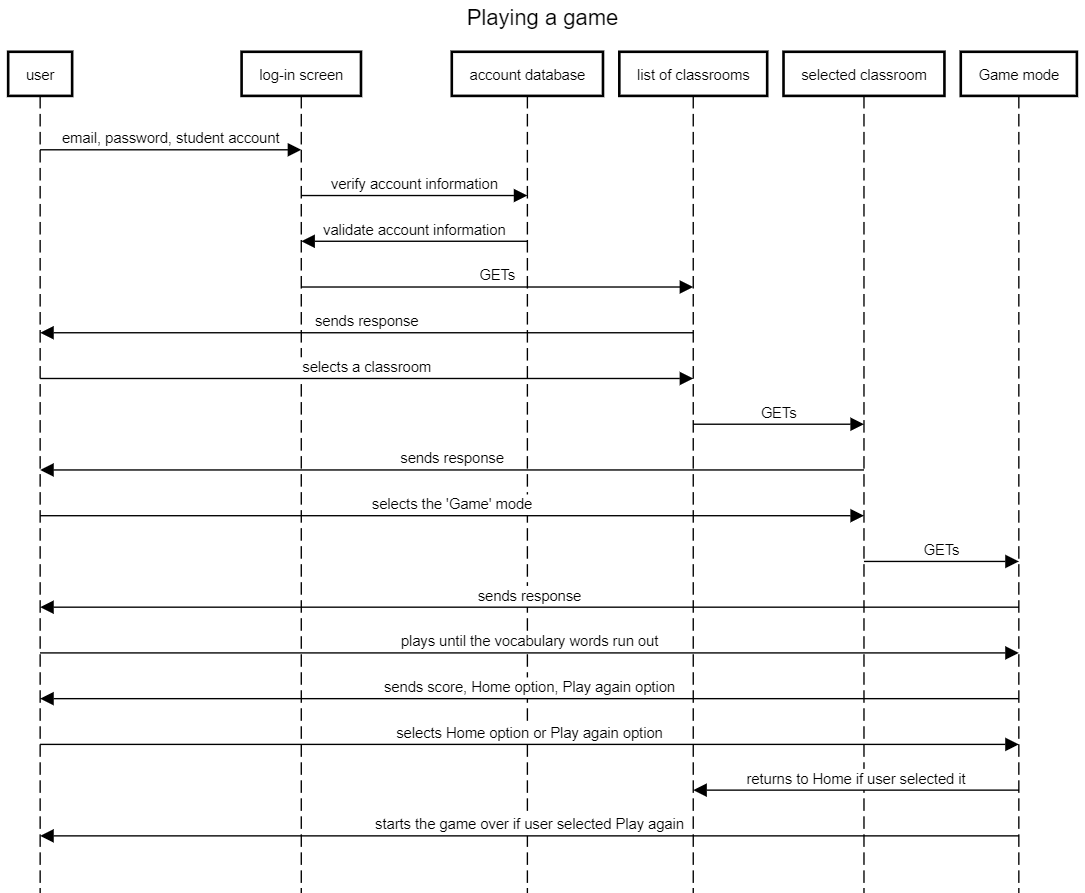 Playing a game
user
log-in screen
account database
list of classrooms
selected classroom
Game mode
email, password, student account
verify account information
validate account information
GETs
sends response
selects a classroom
GETs
sends response
selects the 'Game' mode
GETs
sends response
plays until the vocabulary words run out
sends score, Home option, Play again option
selects Home option or Play again option
returns to Home if user selected it
starts the game over if user selected Play again